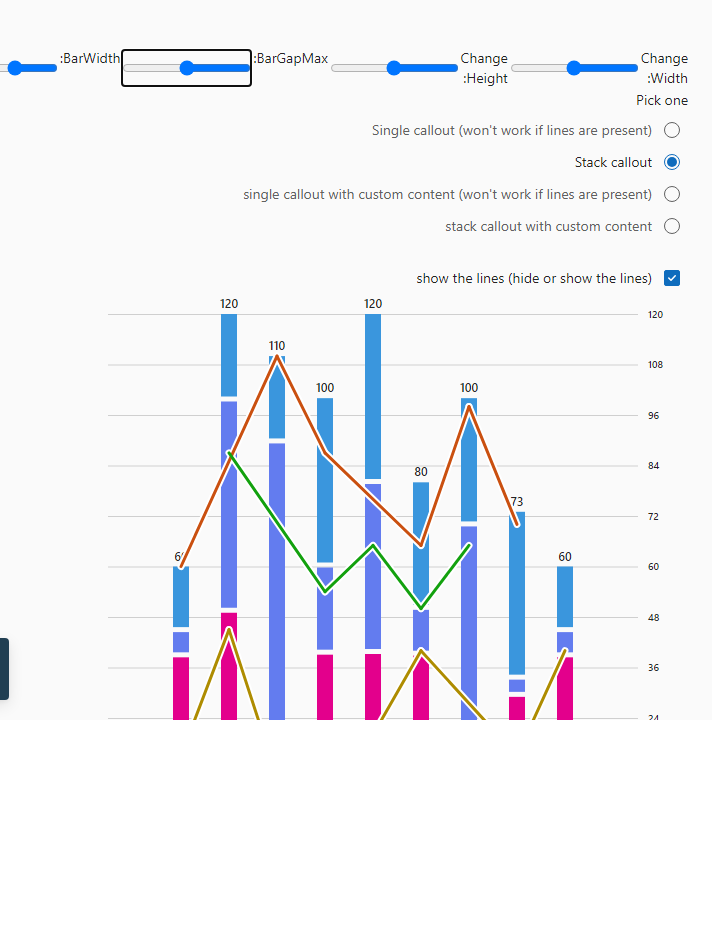 :BarWidth
:BarGapMax
Change
:Height
Change
:Width
Pick one
Single callout (won't work if lines are present)
Stack callout
single callout with custom content (won't work if lines are present)
stack callout with custom content
show the lines (hide or show the lines)
120 120
120
110
108
100 100
96
84
80
73
72
60 60
60
48
36
24